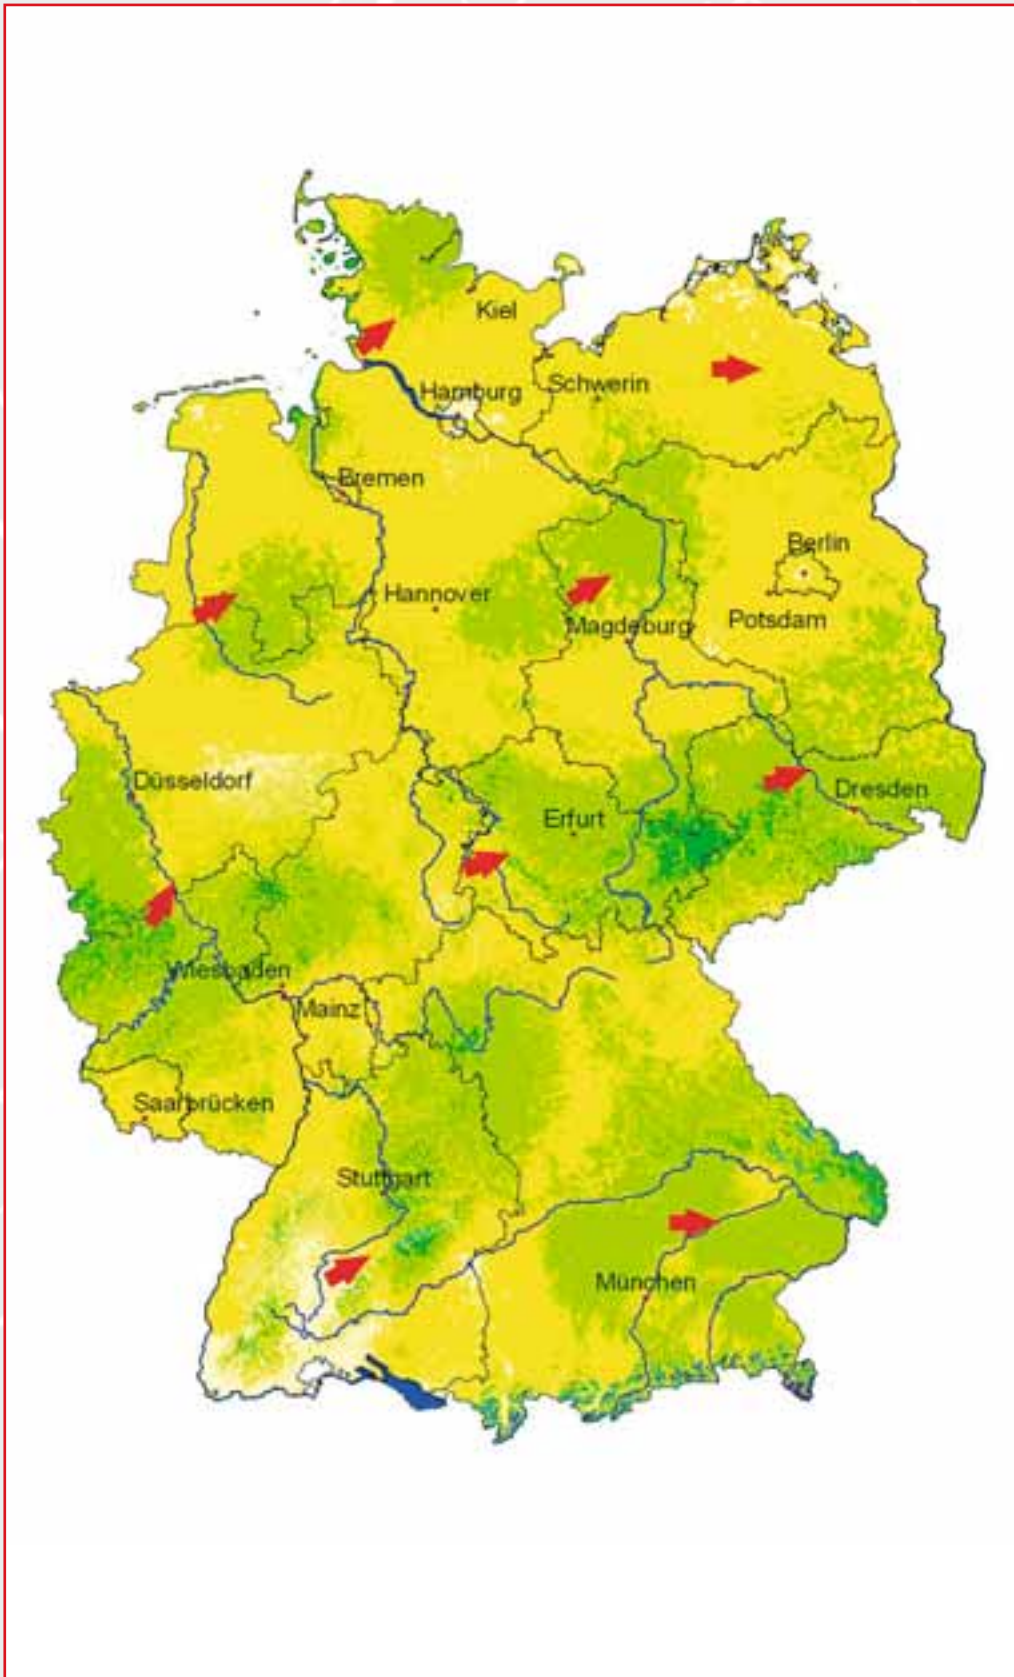 Kiel
Hamburg
Schwerin
Bremen
Berlin
Hannover
Magdeburg
Potsdam
Düsseldorf
Dresden
Erfurt
Wiesbaden
Mainz
Saarbrücken
Stuttgart
München